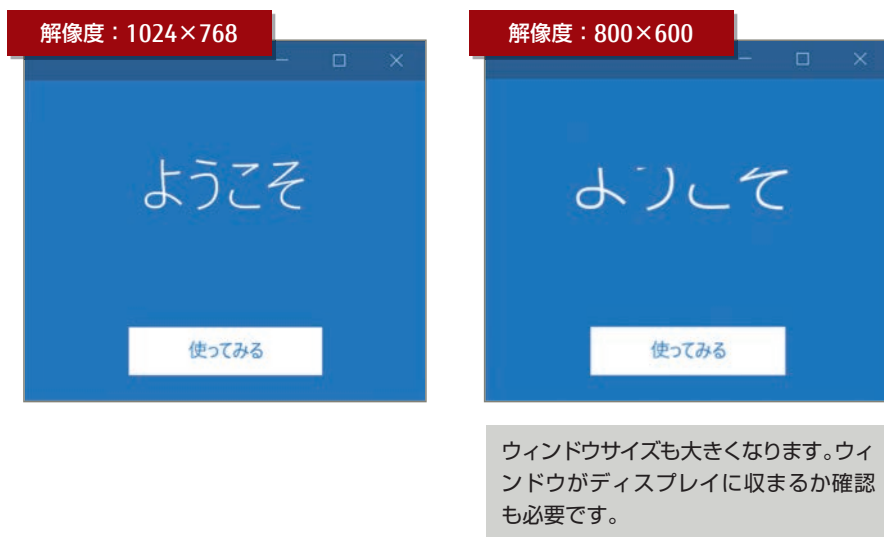 解像度：1024×768
ようこそ
使ってみる
解像度：800×600
使ってみる
ウィンドウサイズも大きくなります。ウィ
ンドウがディスプレイに収まるか確認
も必要です。